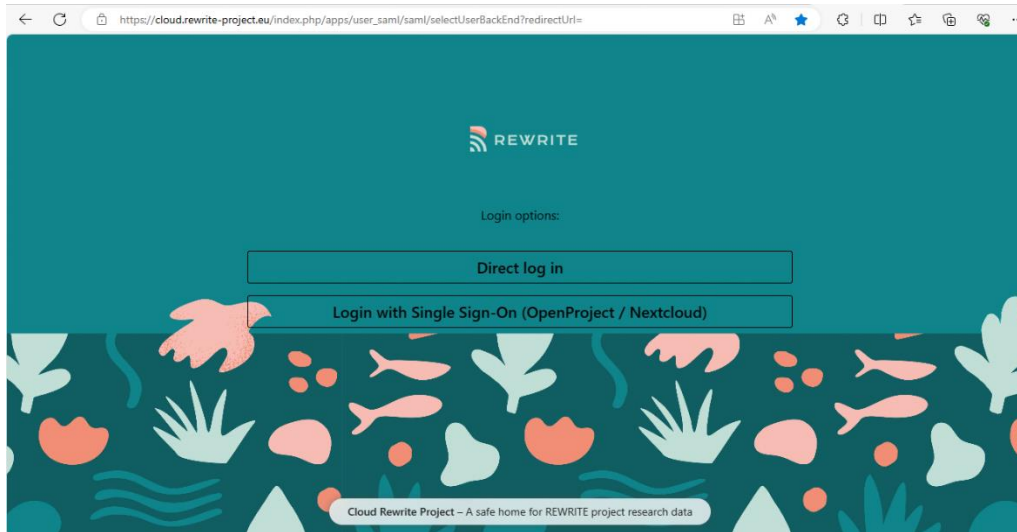 https://cloud.rewrite-project.eu/index.php/apps/user_saml/saml/selectUserBackEnd?redirectUrl=
REWRITE
Login options:
Direct log in
Login with Single Sign-On (OpenProject / Nextcloud)
Cloud Rewrite Project – A safe home for REWRITE project research data